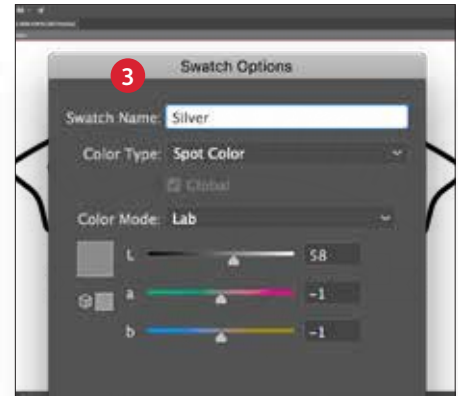 3
Swatch Options
Swatch Name: Silver
Color Type: Spot Color
Global
Color Mode: Lab
L 58
a -1
b -1